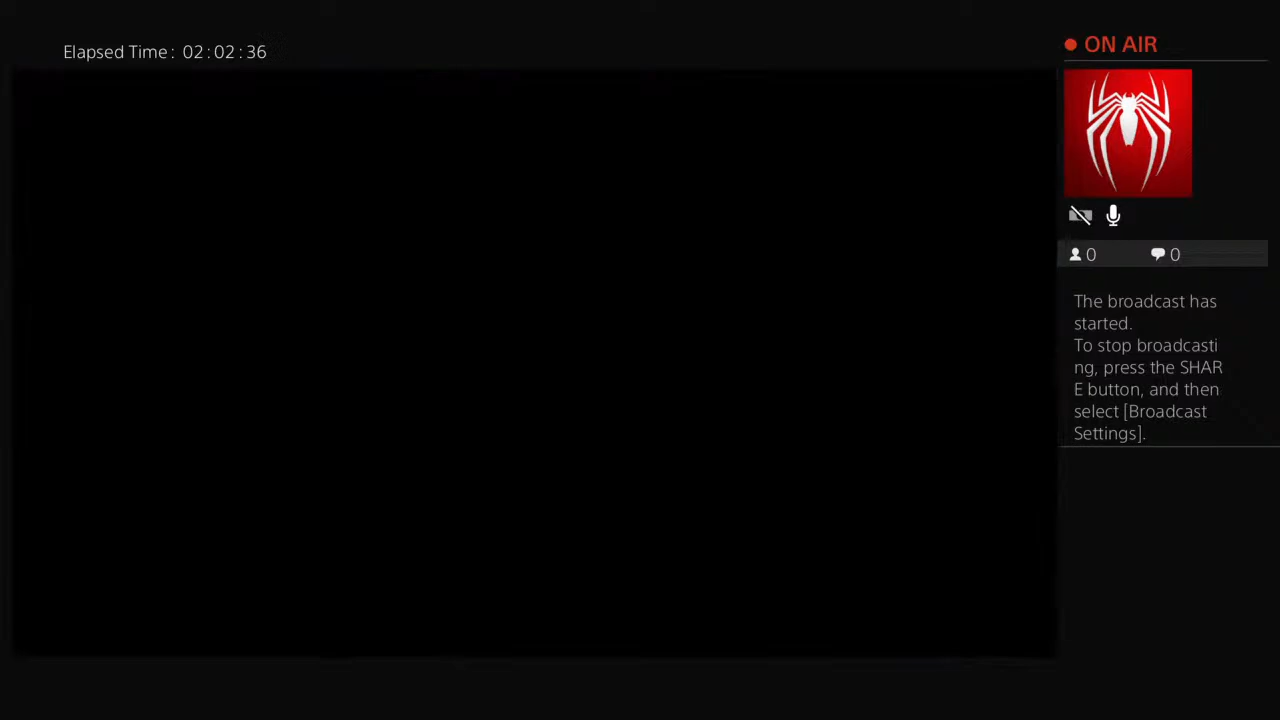 Elapsed Time: 02:02:36
ON AIR
0 0
The broadcast has
started.
To stop broadcasti
ng, press the SHAR
E button, and then
select [Broadcast
Settings].